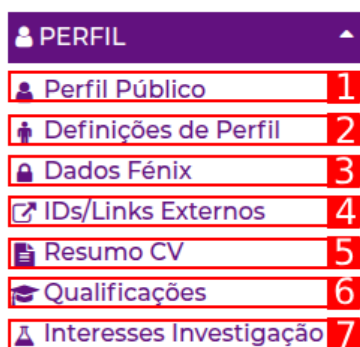 PERFIL
Perfil Público 1
Definições de Perfil 2
Dados Fénix 3
IDs/Links Externos 4
Resumo CV 5
Qualificações 6
Interesses Investigação 7